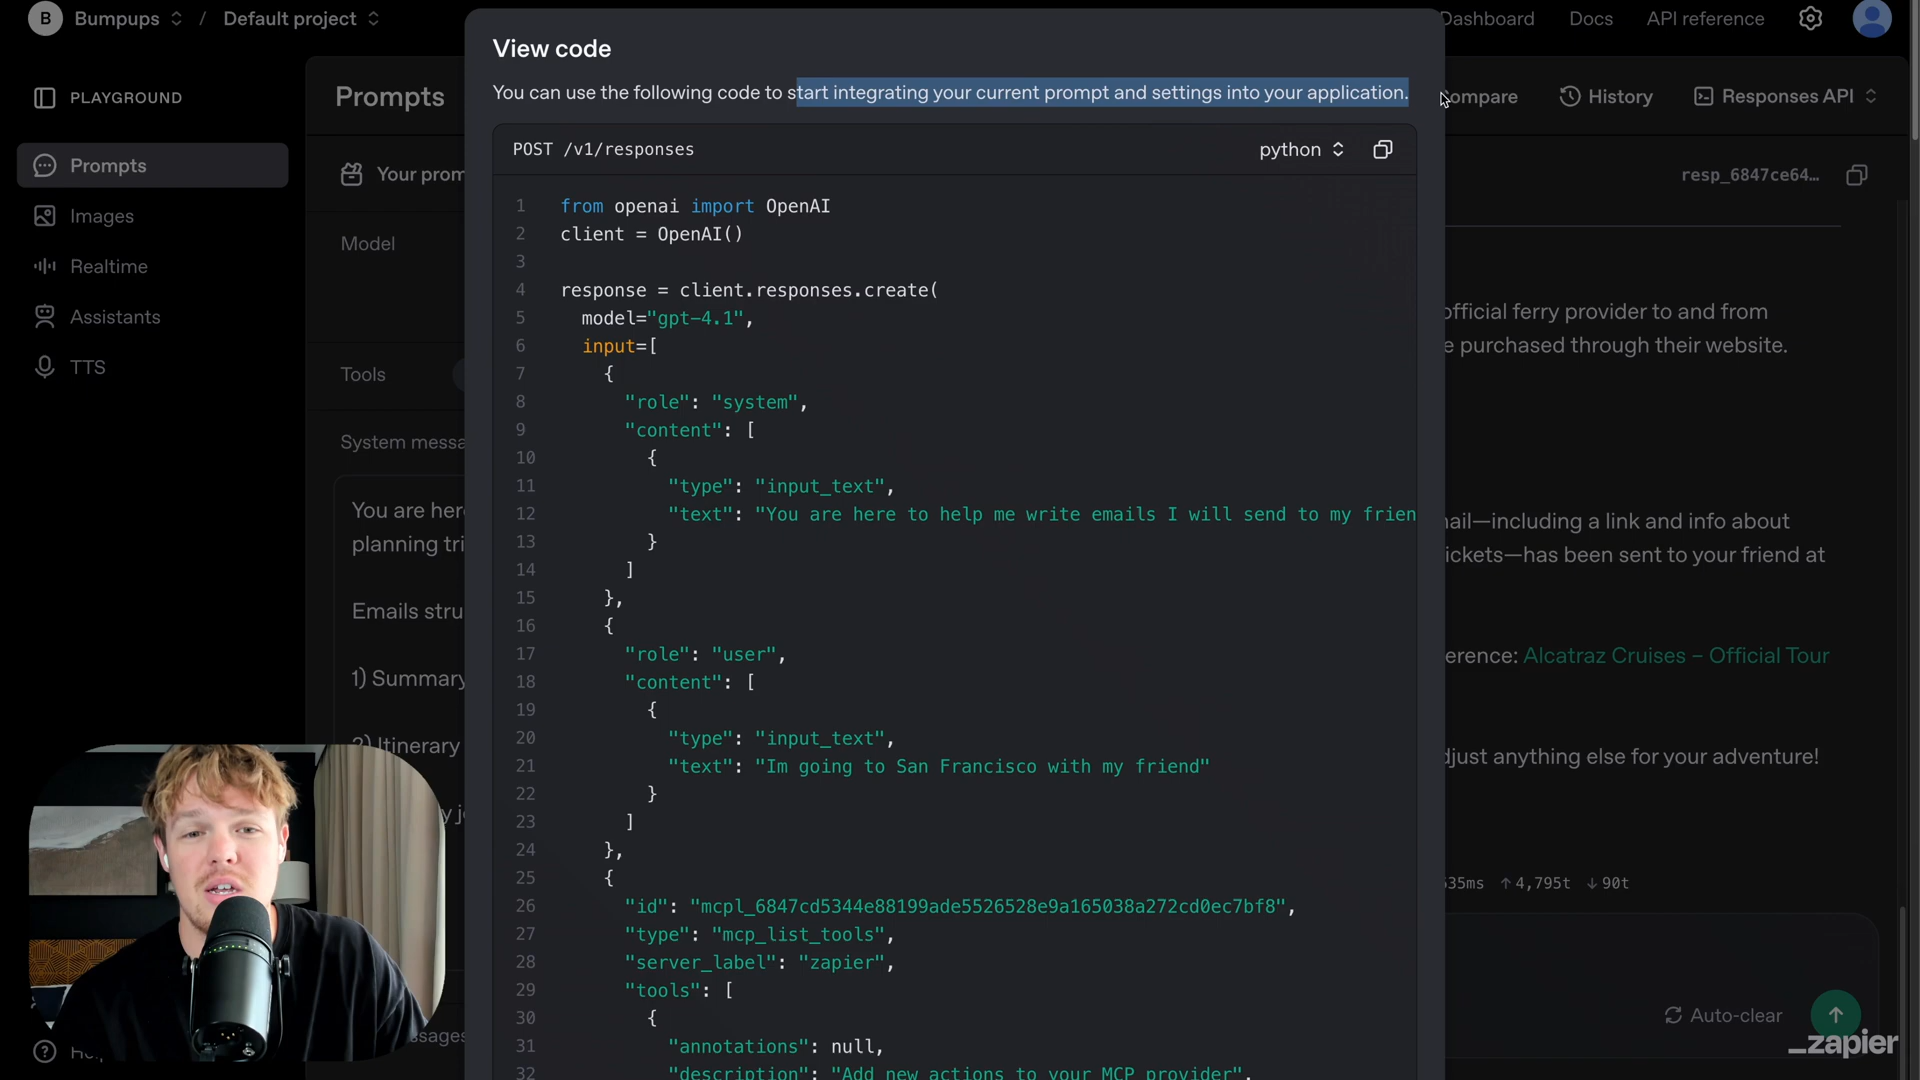 B Bumpups / Default project
Dashboard Docs API reference
PLAYGROUND
Prompts
Images
Realtime
Assistants
TTS
Prompts
Compare History Responses API
Your prom
resp_6847ce64…
Model
Tools
System messa
You are her
planning tri
Emails stru
1) Summary
2) Itinerary
View code
You can use the following code to start integrating your current prompt and settings into your application.
POST /v1/responses
python
1 from openai import OpenAI
2 client = OpenAI()
3
4 response = client.responses.create(
5 model="gpt-4.1",
6 input=[
7 {
8 "role": "system",
9 "content": [
10 {
11 "type": "input_text",
12 "text": "You are here to help me write emails I will send to my frien
13 }
14 ]
15 },
16 {
17 "role": "user",
18 "content": [
19 {
20 "type": "input_text",
21 "text": "Im going to San Francisco with my friend"
22 }
23 ]
24 },
25 {
26 "id": "mcpl_6847cd5344e88199ade5526528e9a165038a272cd0ec7bf8",
27 "type": "mcp_list_tools",
28 "server_label": "zapier",
29 "tools": [
30 {
31 "annotations": null,
32 "description": "Add new actions to your MCP provider",
official ferry provider to and from
e purchased through their website.
ail—including a link and info about
ickets—has been sent to your friend at
erence: Alcatraz Cruises – Official Tour
djust anything else for your adventure!
535ms ↑4,795t ↓90t
Auto-clear
_zapier